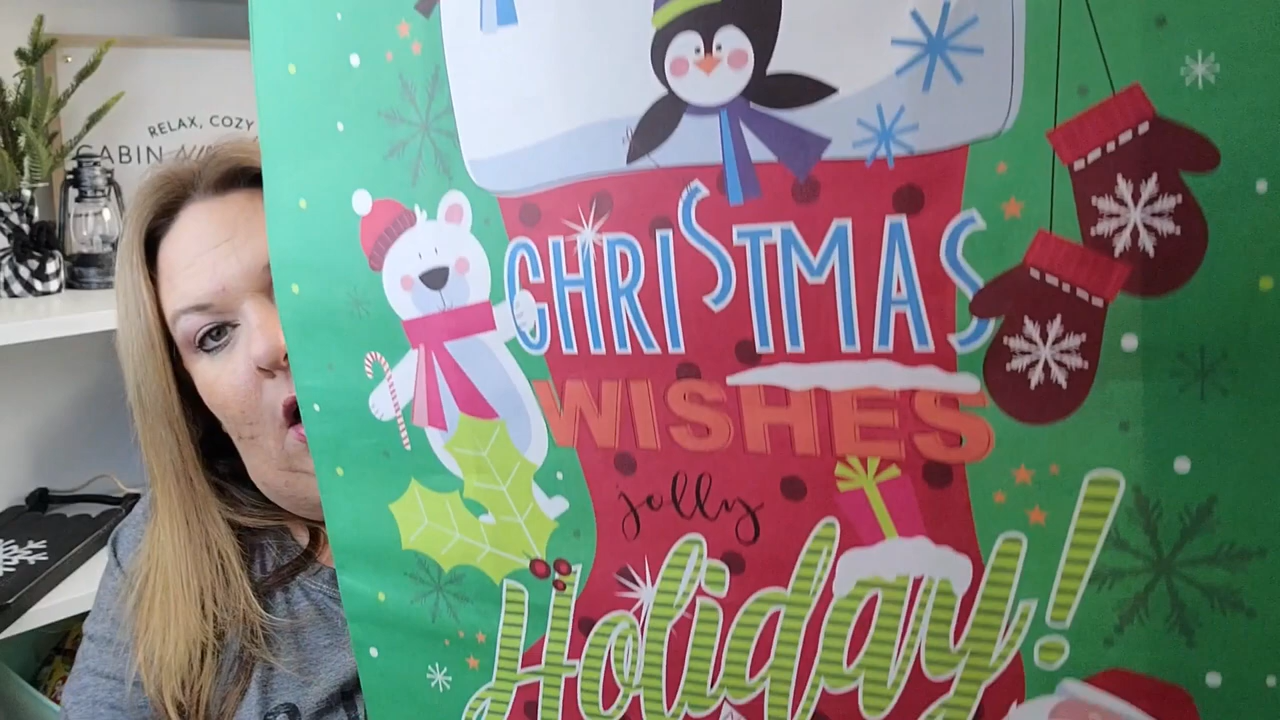 RELAX, COZY
CABIN
CHRISTMAS
WISHES
jolly
Holiday!